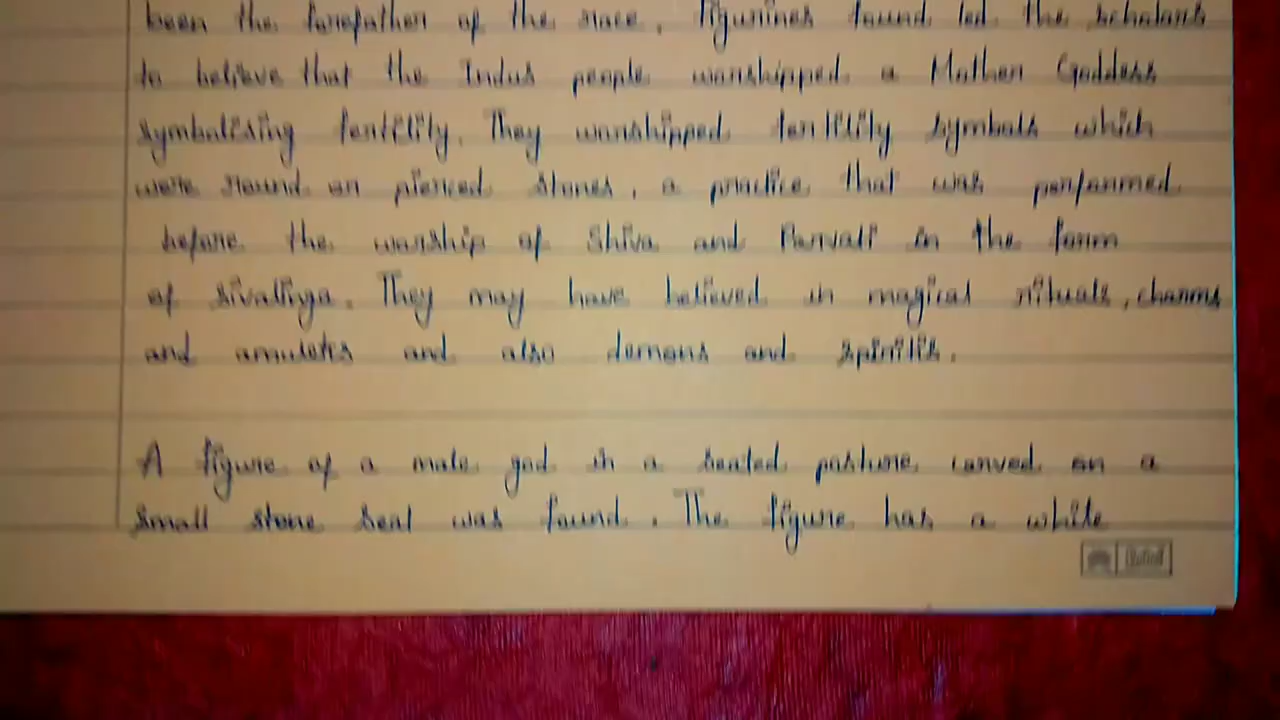 been the forefather of the race. Figurines found led the scholars
to believe that the Indus people worshipped a Mother Goddess
symbolising fertility. They worshipped fertility symbols which
were round on pierced stones, a practice that was performed
before the worship of Shiva and Parvati in the form
of sivalinga. They may have believed in magical rituals, charms
and amulets and also demons and spirits.
A figure of a male god in a seated posture carved on a
small stone seal was found. The figure has a white